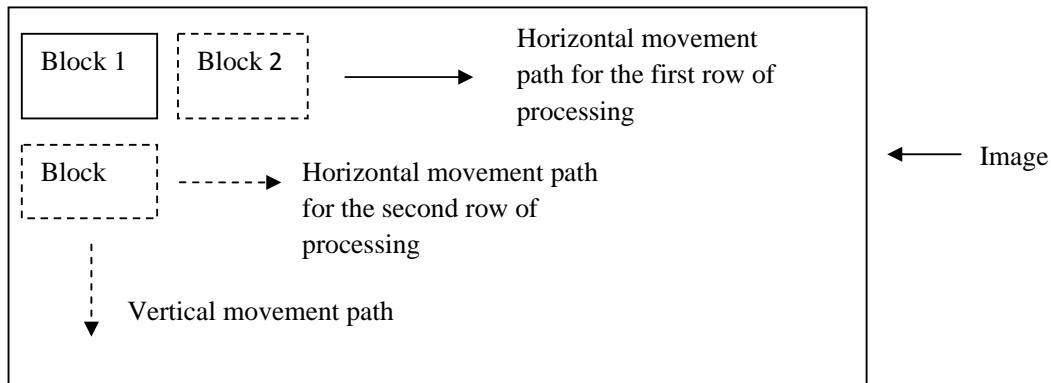 Block 1
Block 2
Horizontal movement
path for the first row of
processing
Image
Block
Horizontal movement path
for the second row of
processing
Vertical movement path